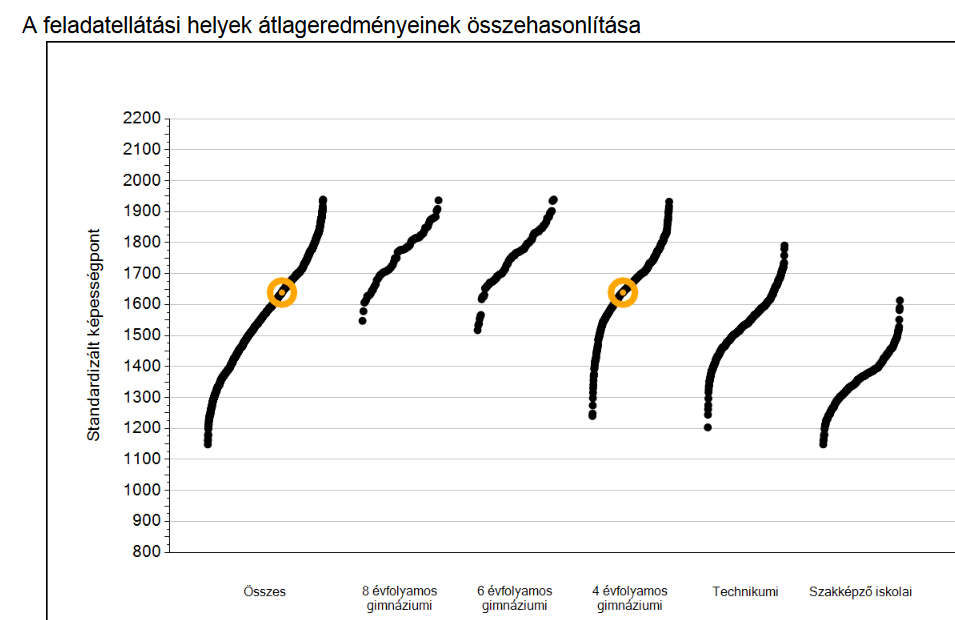 A feladatellátási helyek átlageredményeinek összehasonlítása
2200
2100
2000
1900
1800
1700
1600
1500
1400
1300
1200
1100
1000
900
800
Standardizált képességpont
Összes
8 évfolyamos
gimnáziumi
6 évfolyamos
gimnáziumi
4 évfolyamos
gimnáziumi
Technikumi
Szakképző iskolai